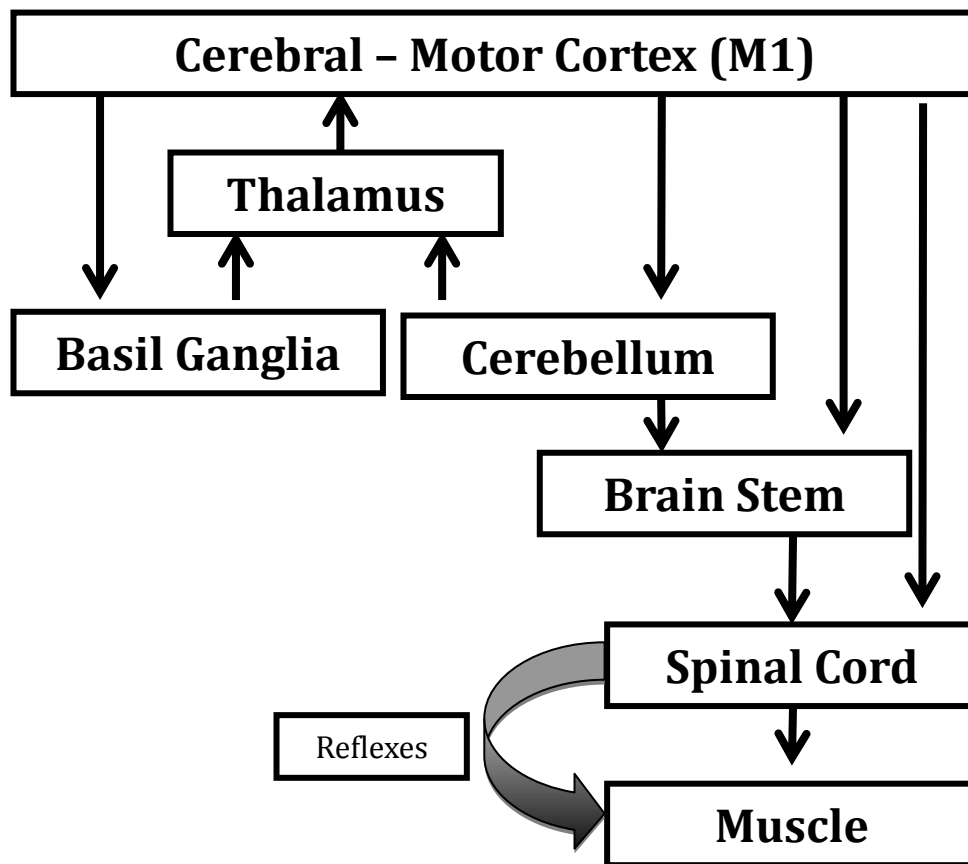 Cerebral – Motor Cortex (M1)
Thalamus
Basil Ganglia
Cerebellum
Brain Stem
Spinal Cord
Reflexes
Muscle